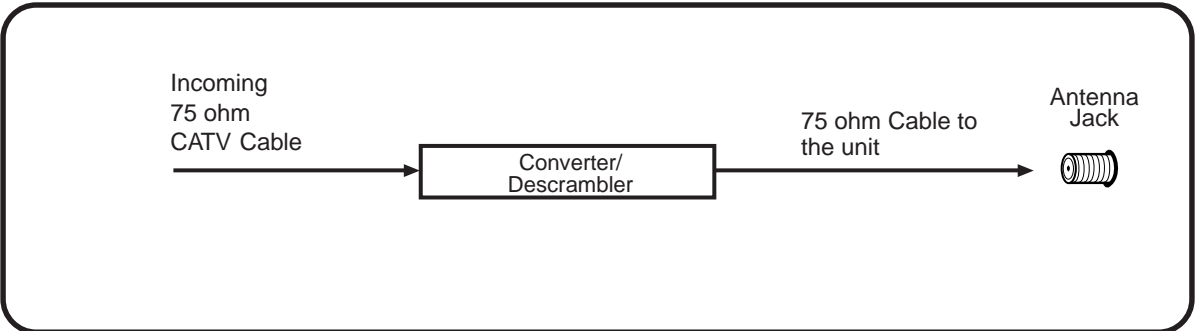 Incoming
75 ohm
CATV Cable
Converter/
Descrambler
75 ohm Cable to
the unit
Antenna
Jack